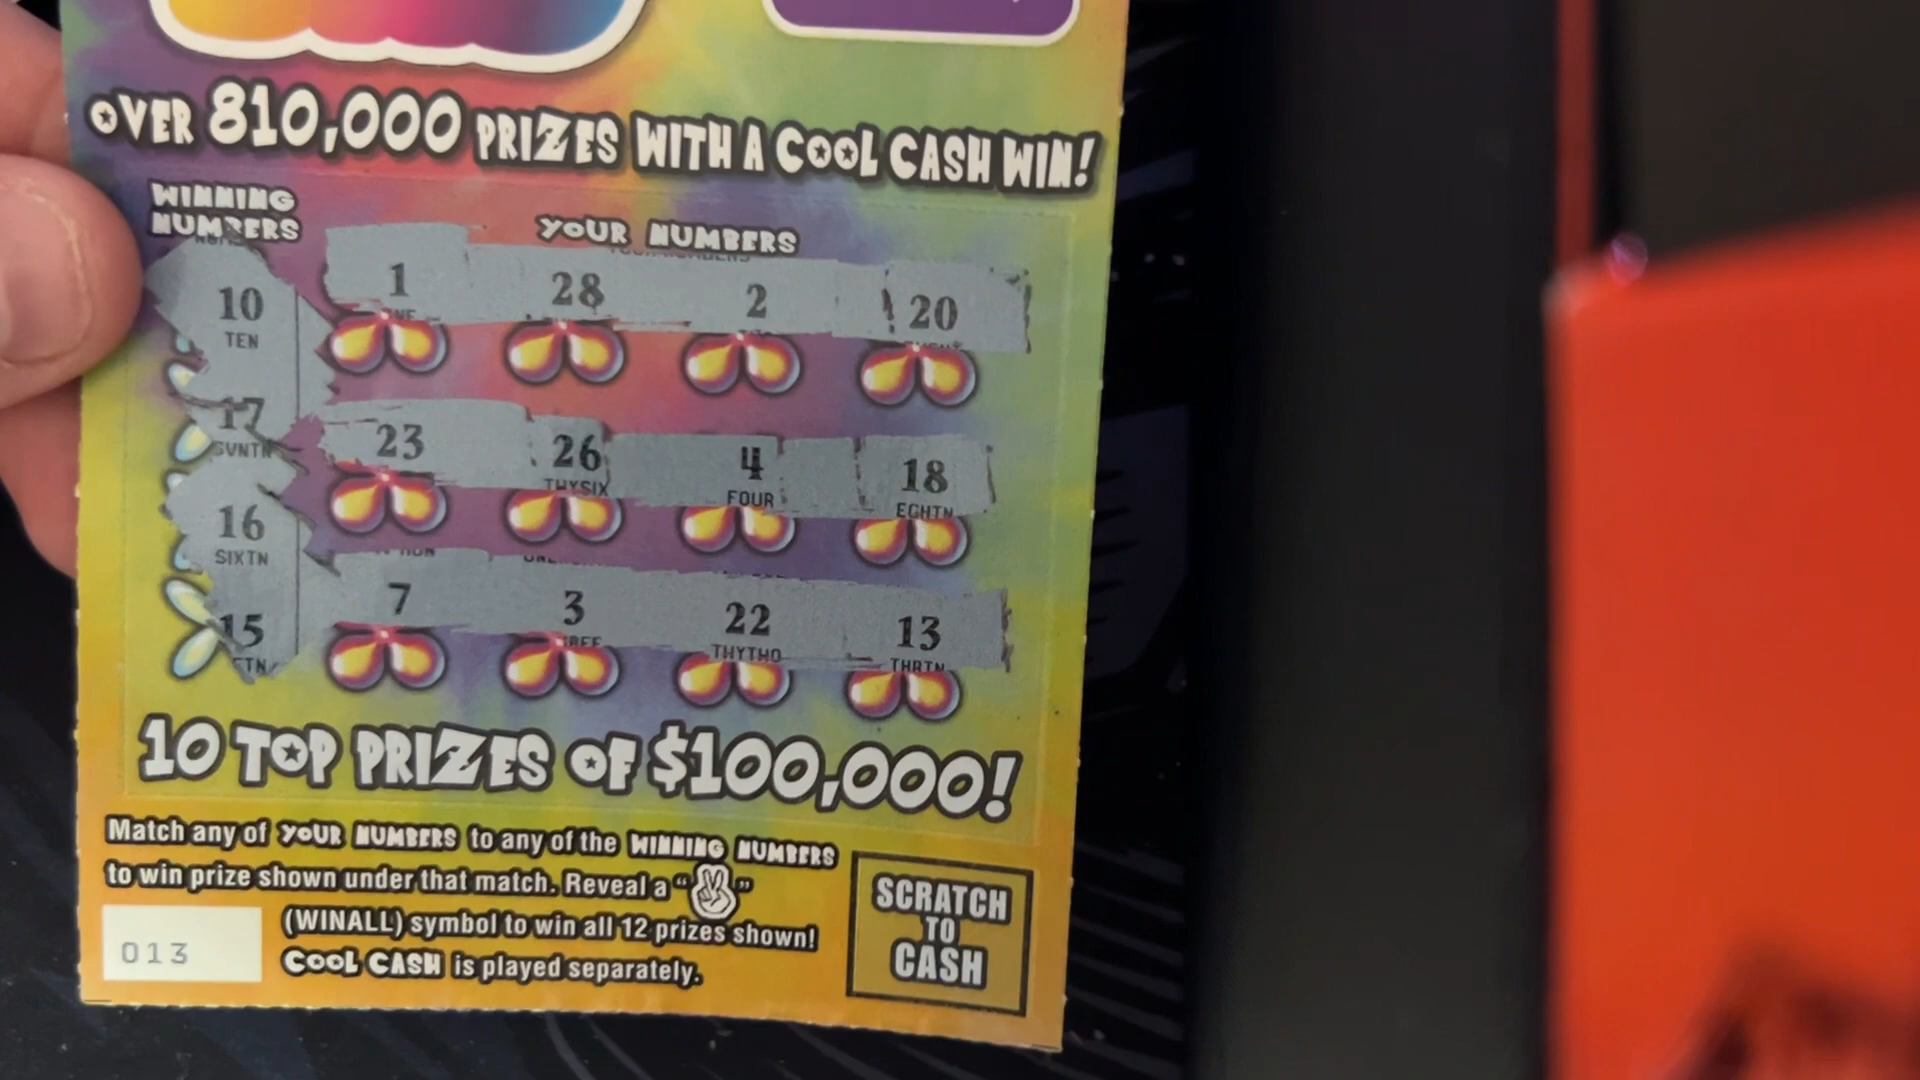 OVER 810,000 PRIZES WITH A COOL CASH WIN!
WINNING NUMBERS
YOUR NUMBERS
10 TEN
17 SVNTN
16 SIXTN
15
1 28 2 20
23 26 4 18
THYSIX FOUR EGHTN
7 3 22 13
THYTHO THRTN
10 TOP PRIZES OF $100,000!
Match any of YOUR NUMBERS to any of the WINNING NUMBERS
to win prize shown under that match. Reveal a "✌"
(WINALL) symbol to win all 12 prizes shown!
COOL CASH is played separately.
013
SCRATCH
TO
CASH